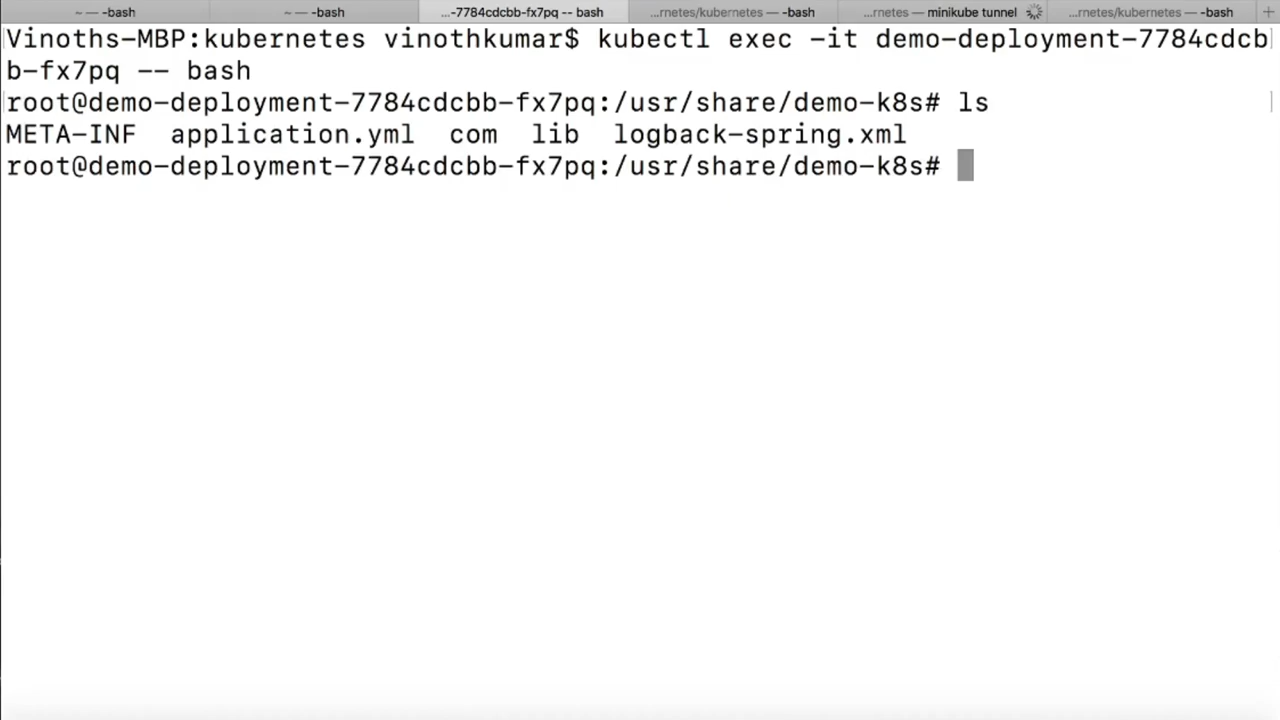 ~ — -bash ~ — -bash ...-7784cdcbb-fx7pq -- bash ...rnetes/kubernetes — -bash ...rnetes — minikube tunnel ...rnetes/kubernetes — -bash +
Vinoths-MBP:kubernetes vinothkumar$ kubectl exec -it demo-deployment-7784cdcb
b-fx7pq -- bash
root@demo-deployment-7784cdcbb-fx7pq:/usr/share/demo-k8s# ls
META-INF application.yml com lib logback-spring.xml
root@demo-deployment-7784cdcbb-fx7pq:/usr/share/demo-k8s#